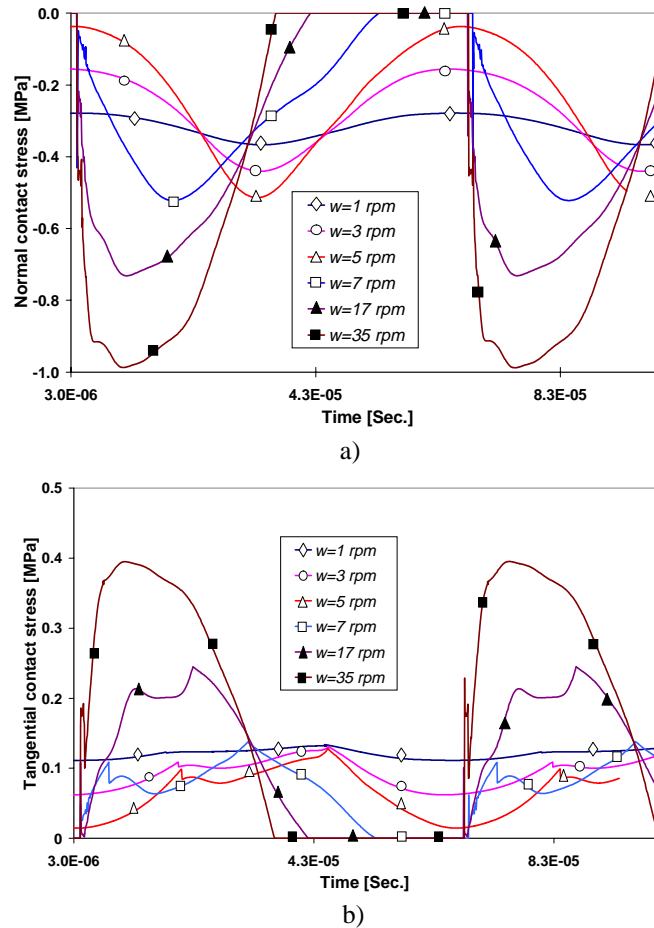 0.0
-0.2
-0.4
-0.6
-0.8
-1.0
Normal contact stress [MPa]
w=1 rpm
w=3 rpm
w=5 rpm
w=7 rpm
w=17 rpm
w=35 rpm
3.0E-06 4.3E-05 8.3E-05
Time [Sec.]
a)
0.5
0.4
0.3
0.2
0.1
0
Tangential contact stress [MPa]
w=1 rpm
w=3 rpm
w=5 rpm
w=7 rpm
w=17 rpm
w=35 rpm
3.0E-06 4.3E-05 8.3E-05
Time [Sec.]
b)